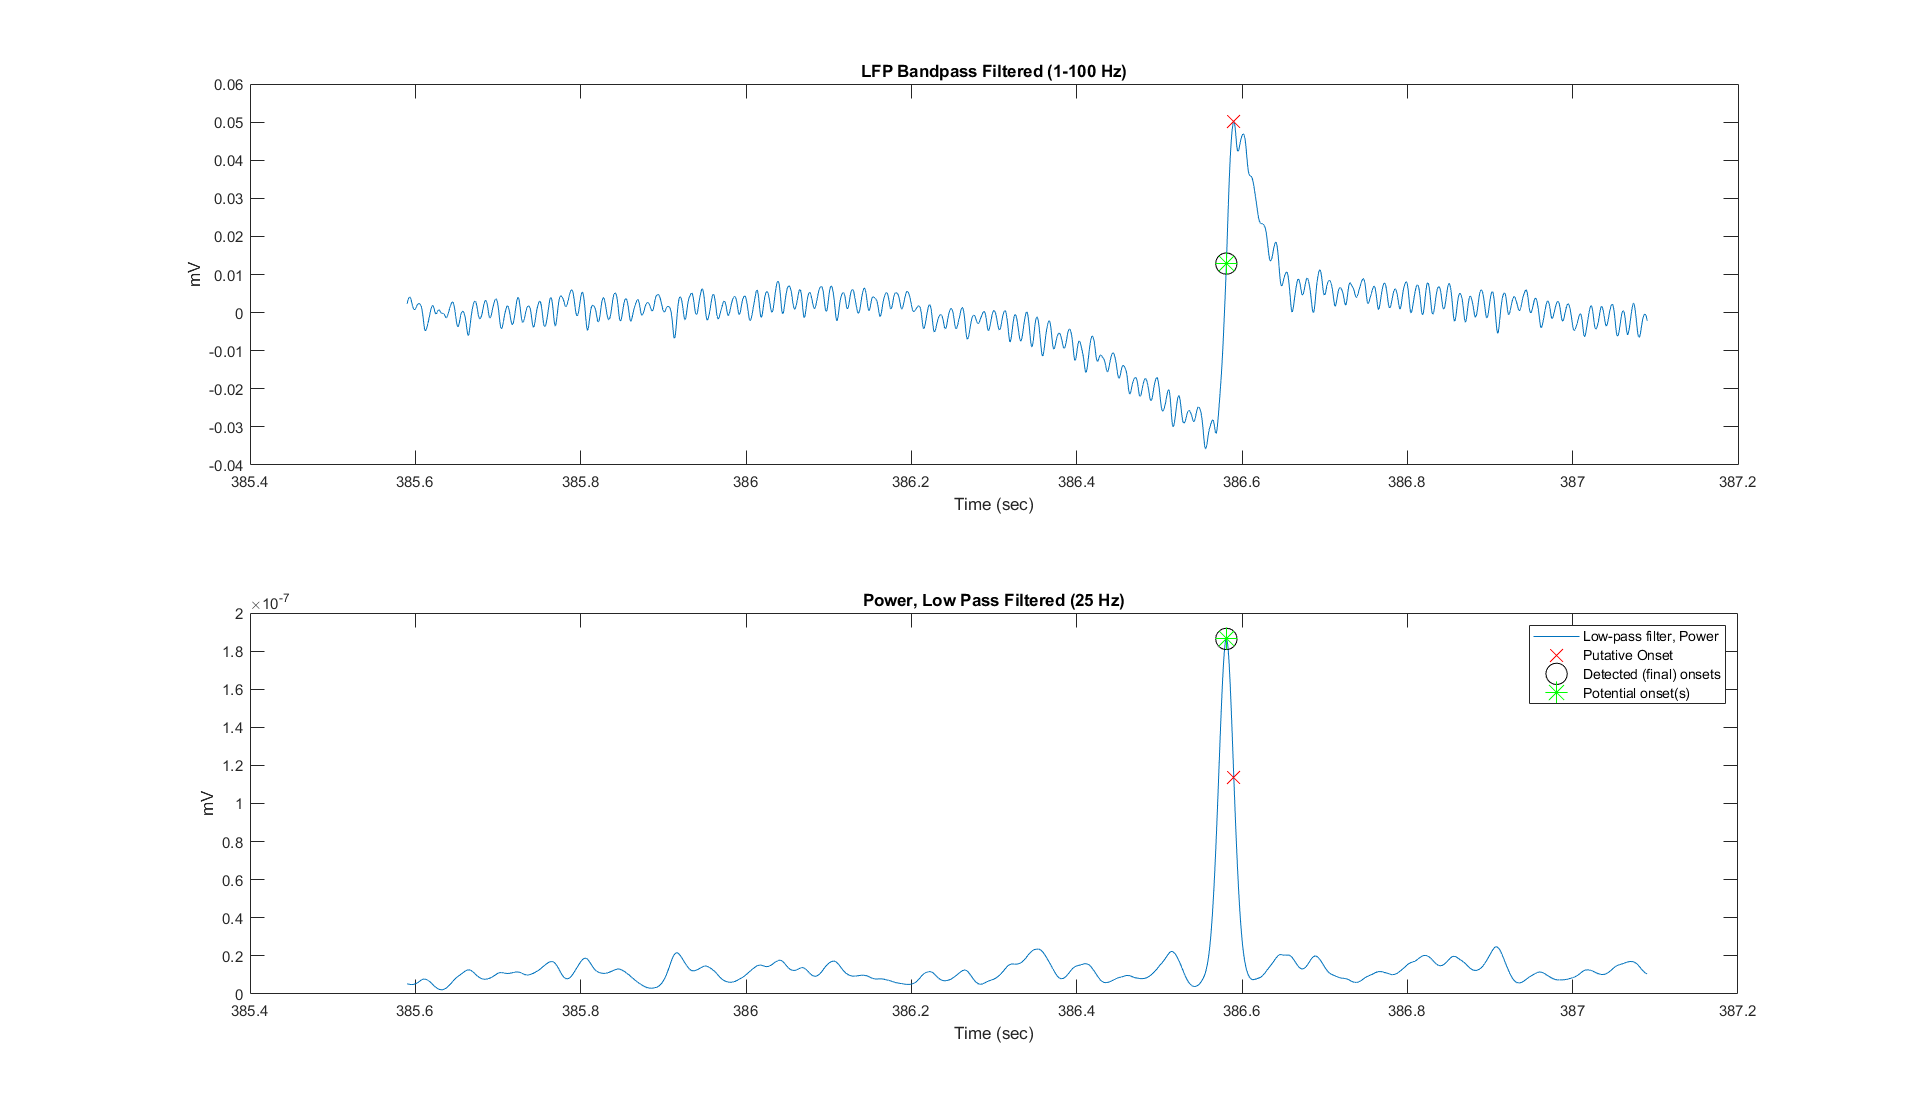 LFP Bandpass Filtered (1-100 Hz)
0.06
0.05
0.04
0.03
0.02
0.01
0
-0.01
-0.02
-0.03
-0.04
mV
385.4 385.6 385.8 386 386.2 386.4 386.6 386.8 387 387.2
Time (sec)
Power, Low Pass Filtered (25 Hz)
×10-7
2
1.8
1.6
1.4
1.2
1
0.8
0.6
0.4
0.2
0
mV
Low-pass filter, Power
Putative Onset
Detected (final) onsets
Potential onset(s)
385.4 385.6 385.8 386 386.2 386.4 386.6 386.8 387 387.2
Time (sec)